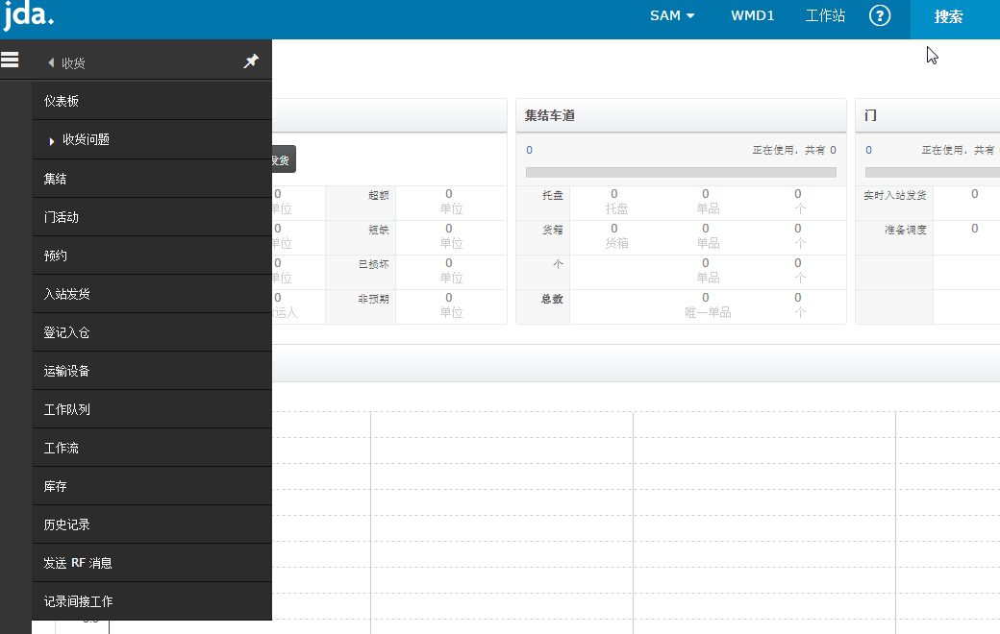 jda.
SAM
WMD1
工作站
?
搜索
收货
仪表板
收货问题
集结
门活动
预约
入站发货
登记入仓
运输设备
工作队列
工作流
库存
历史记录
发送 RF 消息
记录间接工作
发货
0 超额 0
单位 单位
0 短缺 0
单位 单位
0 已损坏 0
单位 单位
0 非预期 0
运人 单位
集结车道
0 正在使用，共有 0
托盘 0 0 0
托盘 单品 个
货箱 0 0 0
货箱 单品 个
个 0 0
单品 个
总数 0 0
唯一单品 个
门
0 正在使用，共有
实时入站发货 0
准备调度 0